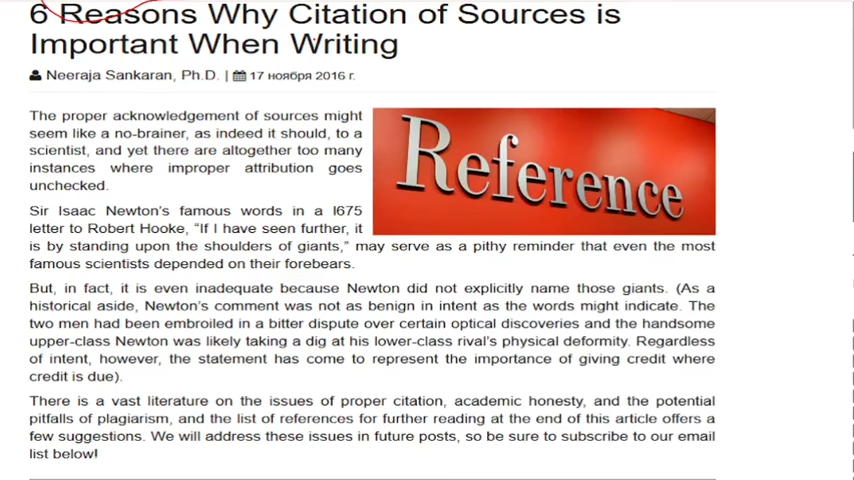 6 Reasons Why Citation of Sources is
Important When Writing
Neeraja Sankaran, Ph.D. | 17 ноября 2016 г.
The proper acknowledgement of sources might
seem like a no-brainer, as indeed it should, to a
scientist, and yet there are altogether too many
instances where improper attribution goes
unchecked.
Reference
Sir Isaac Newton’s famous words in a l675
letter to Robert Hooke, “If I have seen further, it
is by standing upon the shoulders of giants,” may serve as a pithy reminder that even the most
famous scientists depended on their forebears.
But, in fact, it is even inadequate because Newton did not explicitly name those giants. (As a
historical aside, Newton’s comment was not as benign in intent as the words might indicate. The
two men had been embroiled in a bitter dispute over certain optical discoveries and the handsome
upper-class Newton was likely taking a dig at his lower-class rival’s physical deformity. Regardless
of intent, however, the statement has come to represent the importance of giving credit where
credit is due).
There is a vast literature on the issues of proper citation, academic honesty, and the potential
pitfalls of plagiarism, and the list of references for further reading at the end of this article offers a
few suggestions. We will address these issues in future posts, so be sure to subscribe to our email
list below!